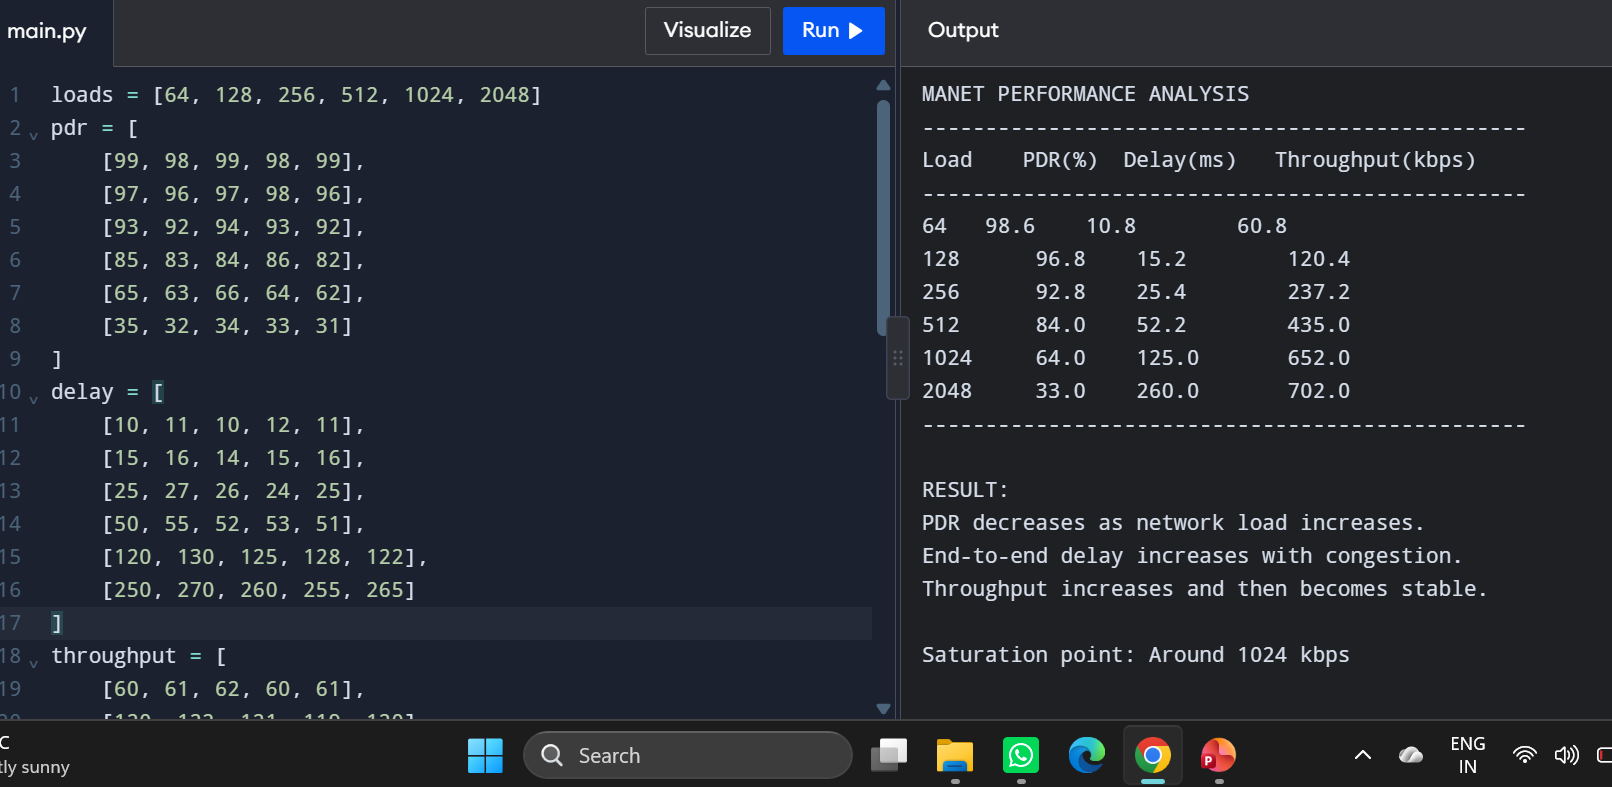 main.py
Visualize
Run
1 loads = [64, 128, 256, 512, 1024, 2048]
2 pdr = [
3 [99, 98, 99, 98, 99],
4 [97, 96, 97, 98, 96],
5 [93, 92, 94, 93, 92],
6 [85, 83, 84, 86, 82],
7 [65, 63, 66, 64, 62],
8 [35, 32, 34, 33, 31]
9 ]
10 delay = [
11 [10, 11, 10, 12, 11],
12 [15, 16, 14, 15, 16],
13 [25, 27, 26, 24, 25],
14 [50, 55, 52, 53, 51],
15 [120, 130, 125, 128, 122],
16 [250, 270, 260, 255, 265]
17 ]
18 throughput = [
19 [60, 61, 62, 60, 61],
Output
MANET PERFORMANCE ANALYSIS
------------------------------------------------
Load    PDR(%)  Delay(ms)   Throughput(kbps)
------------------------------------------------
64   98.6    10.8        60.8
128      96.8    15.2        120.4
256      92.8    25.4        237.2
512      84.0    52.2        435.0
1024     64.0    125.0       652.0
2048     33.0    260.0       702.0
------------------------------------------------
RESULT:
PDR decreases as network load increases.
End-to-end delay increases with congestion.
Throughput increases and then becomes stable.
Saturation point: Around 1024 kbps
C
tly sunny
Search
P
ENG
IN